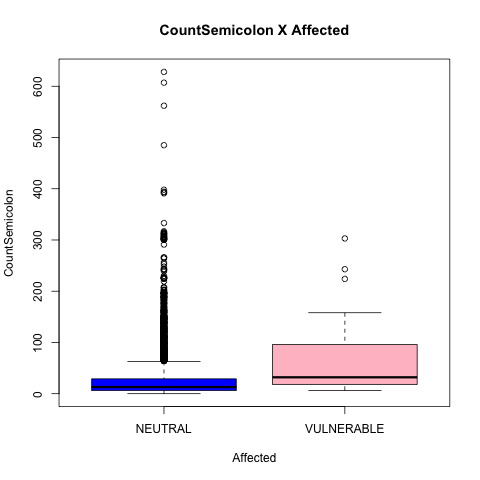 CountSemicolon X Affected
CountSemicolon
600
500
400
300
200
100
0
NEUTRAL
VULNERABLE
Affected